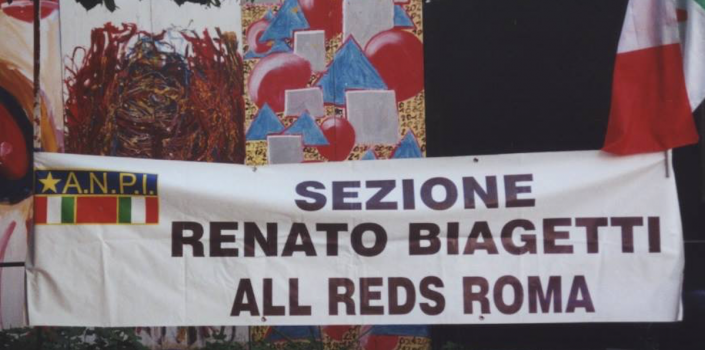 A.N.P.I.
SEZIONE
RENATO BIAGETTI
ALL REDS ROMA